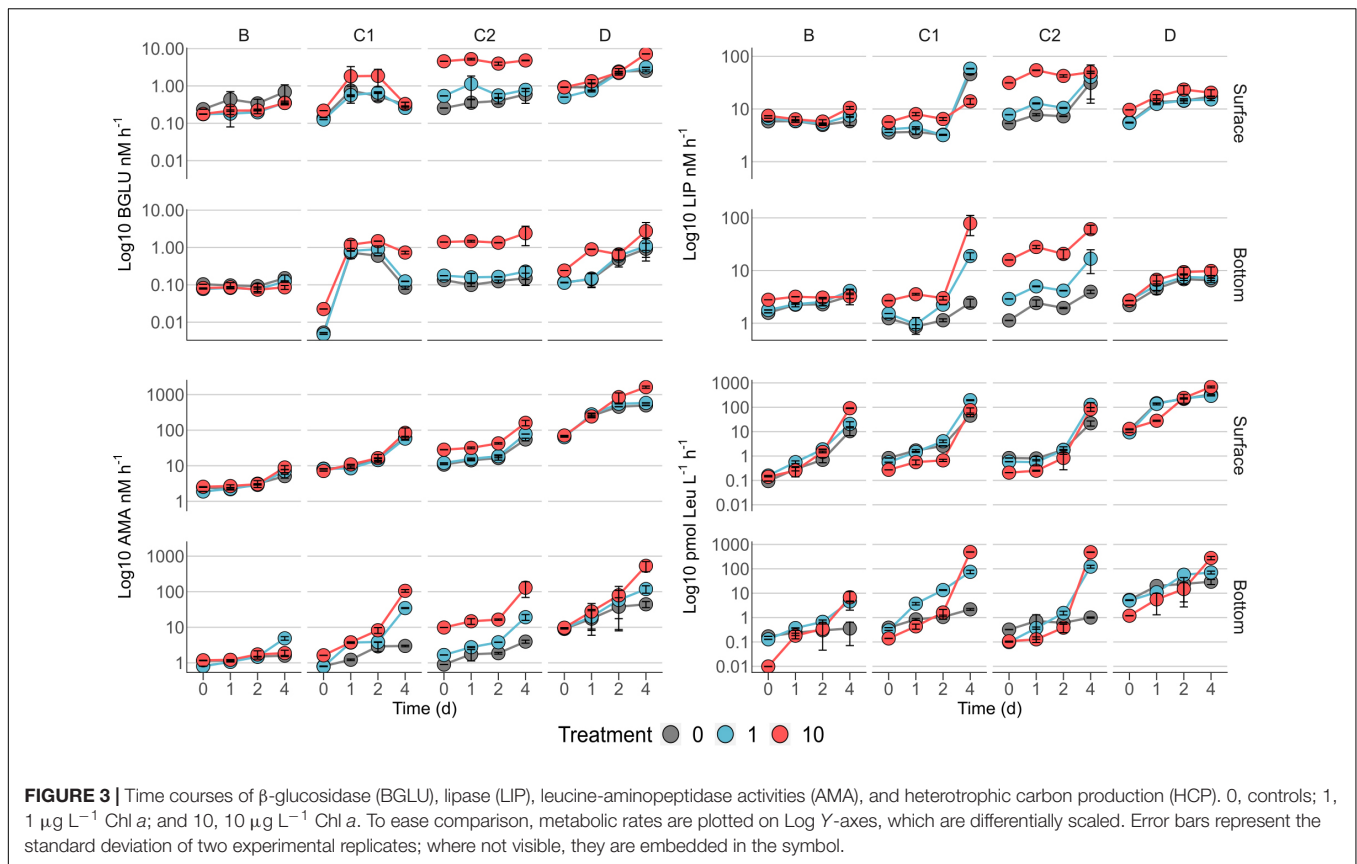 B C1 C2 D
Log10 BGLU nM h⁻¹
10.00
1.00
0.10
0.01
Surface
10.00
1.00
0.10
0.01
Bottom
B C1 C2 D
Log10 LIP nM h⁻¹
100
10
1
Surface
100
10
1
Bottom
Log10 AMA nM h⁻¹
1000
100
10
1
Surface
1000
100
10
1
Bottom
0 1 2 4 0 1 2 4 0 1 2 4 0 1 2 4
Time (d)
Log10 pmol Leu L⁻¹ h⁻¹
1000
100
10
1
0.1
0.01
Surface
1000
100
10
1
0.1
0.01
Bottom
0 1 2 4 0 1 2 4 0 1 2 4 0 1 2 4
Time (d)
Treatment 0 1 10
FIGURE 3 | Time courses of β-glucosidase (BGLU), lipase (LIP), leucine-aminopeptidase activities (AMA), and heterotrophic carbon production (HCP). 0, controls; 1,
1 μg L⁻¹ Chl a; and 10, 10 μg L⁻¹ Chl a. To ease comparison, metabolic rates are plotted on Log Y-axes, which are differentially scaled. Error bars represent the
standard deviation of two experimental replicates; where not visible, they are embedded in the symbol.